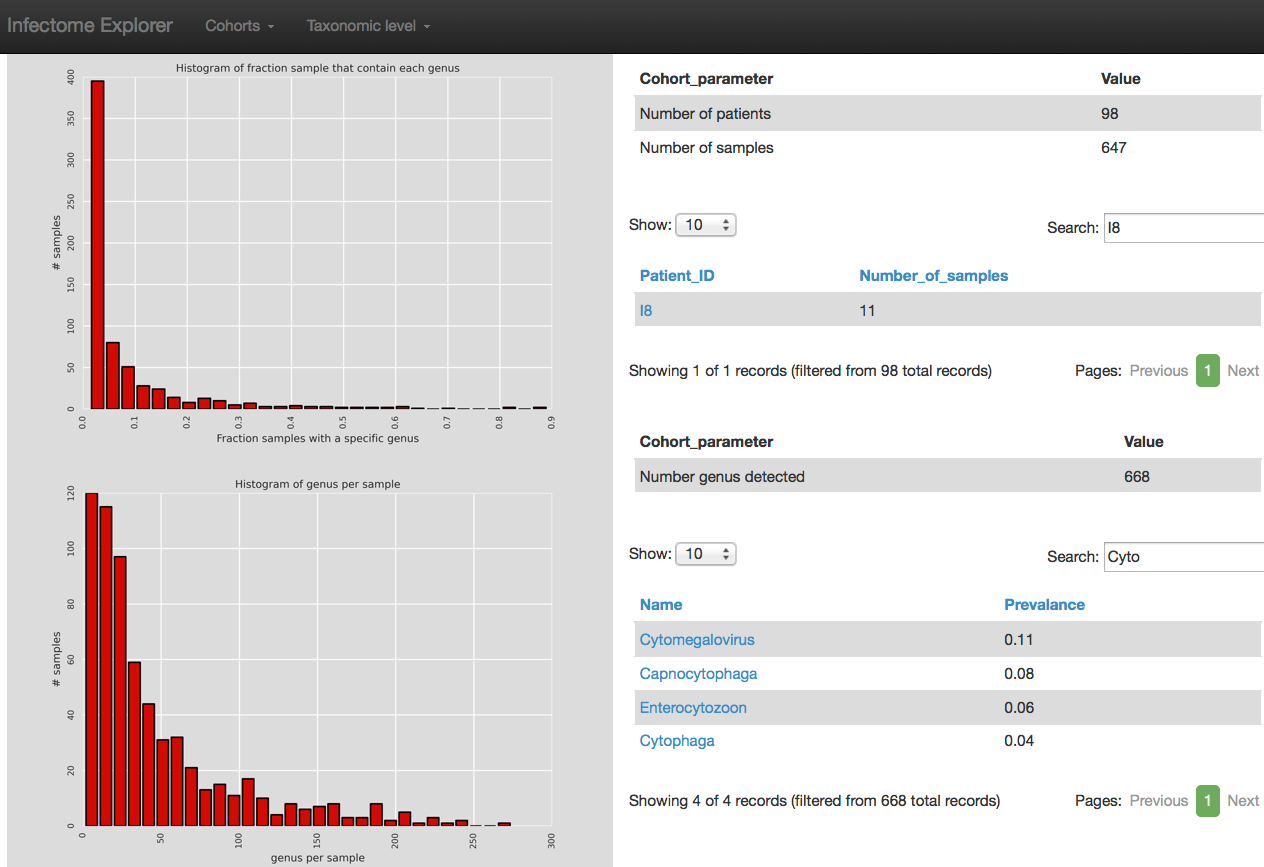 Infectome Explorer Cohorts Taxonomic level
Histogram of fraction sample that contain each genus
400
350
300
250
200
150
100
50
0
# samples
0.0 0.1 0.2 0.3 0.4 0.5 0.6 0.7 0.8 0.9
Fraction samples with a specific genus
Histogram of genus per sample
120
100
80
60
40
20
0
# samples
0 50 100 150 200 250 300
genus per sample
Cohort_parameter Value
Number of patients 98
Number of samples 647
Show: 10 Search: I8
Patient_ID Number_of_samples
I8 11
Showing 1 of 1 records (filtered from 98 total records) Pages: Previous 1 Next
Cohort_parameter Value
Number genus detected 668
Show: 10 Search: Cyto
Name Prevalance
Cytomegalovirus 0.11
Capnocytophaga 0.08
Enterocytozoon 0.06
Cytophaga 0.04
Showing 4 of 4 records (filtered from 668 total records) Pages: Previous 1 Next